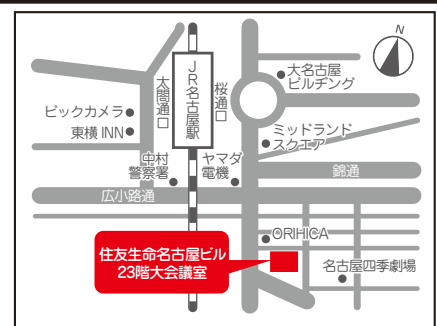 N
大名古屋
ビルヂング
JR名古屋駅
桜通口
太閤通口
ビックカメラ
東横INN
ミッドランド
スクエア
中村
警察署
ヤマダ
電機
錦通
広小路通
ORIHICA
住友生命名古屋ビル
23階大会議室
名古屋四季劇場